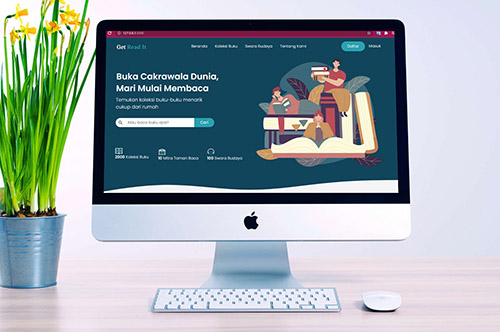 Get Read It
Beranda
Koleksi Buku
Swara Budaya
Tentang Kami
Daftar
Masuk
Buka Cakrawala Dunia,
Mari Mulai Membaca
Temukan koleksi buku-buku menarik
cukup dari rumah
Mau baca buku apa?
Cari
2000 Koleksi Buku
10 Mitra Taman Baca
100 Swara Budaya